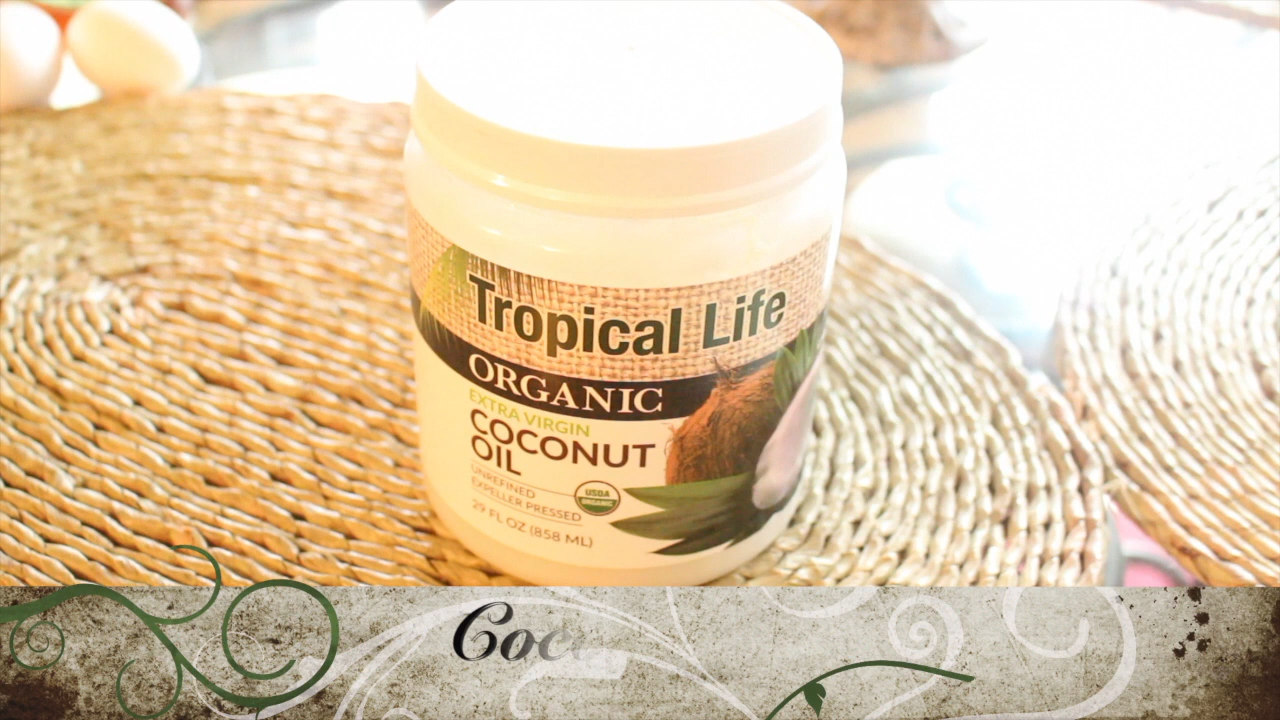 Tropical Life
ORGANIC
EXTRA VIRGIN
COCONUT
OIL
UNREFINED
EXPELLER PRESSED
USDA
ORGANIC
29 FL OZ (858 ML)
Coc